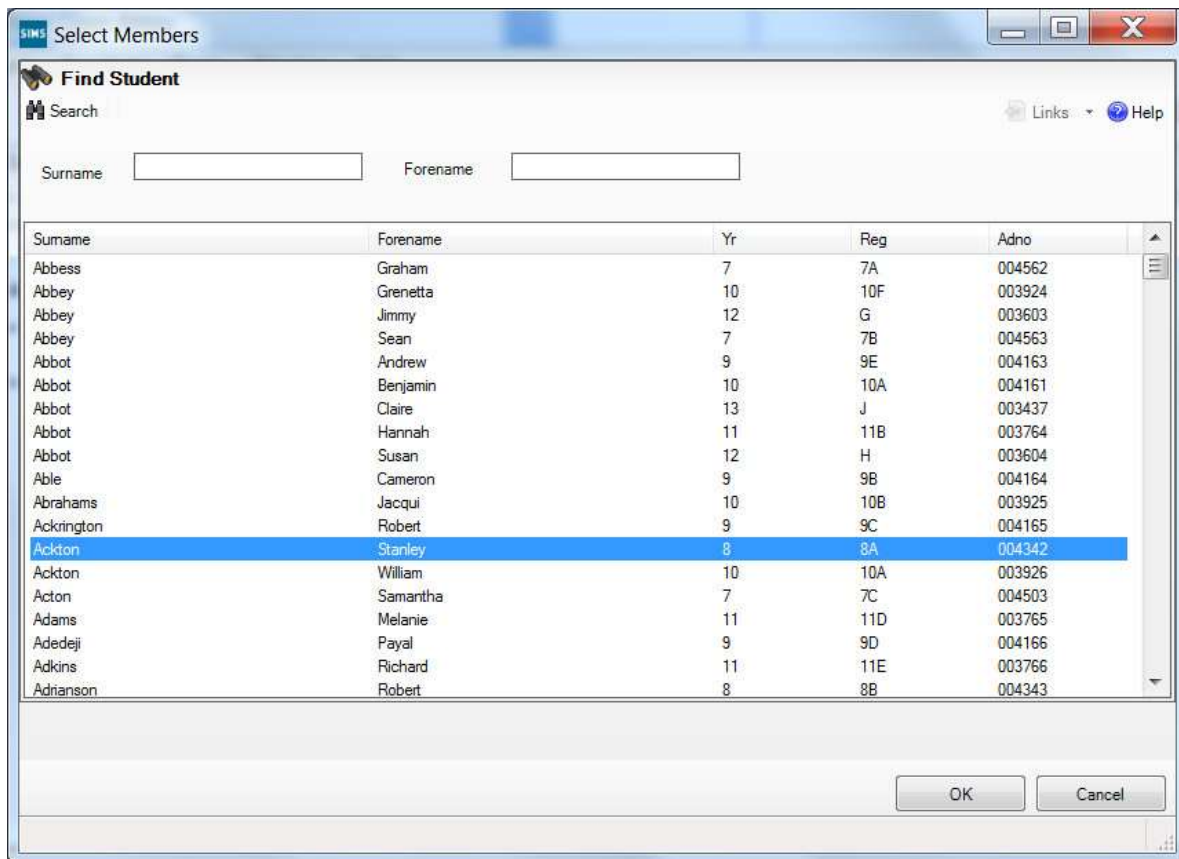 SIMS Select Members
Find Student
Search Links Help
Surname Forename
Surname Forename Yr Reg Adno
Abbess Graham 7 7A 004562
Abbey Grenetta 10 10F 003924
Abbey Jimmy 12 G 003603
Abbey Sean 7 7B 004563
Abbot Andrew 9 9E 004163
Abbot Benjamin 10 10A 004161
Abbot Claire 13 J 003437
Abbot Hannah 11 11B 003764
Abbot Susan 12 H 003604
Able Cameron 9 9B 004164
Abrahams Jacqui 10 10B 003925
Ackrington Robert 9 9C 004165
Ackton Stanley 8 8A 004342
Ackton William 10 10A 003926
Acton Samantha 7 7C 004503
Adams Melanie 11 11D 003765
Adedeji Payal 9 9D 004166
Adkins Richard 11 11E 003766
Adrianson Robert 8 8B 004343
OK Cancel